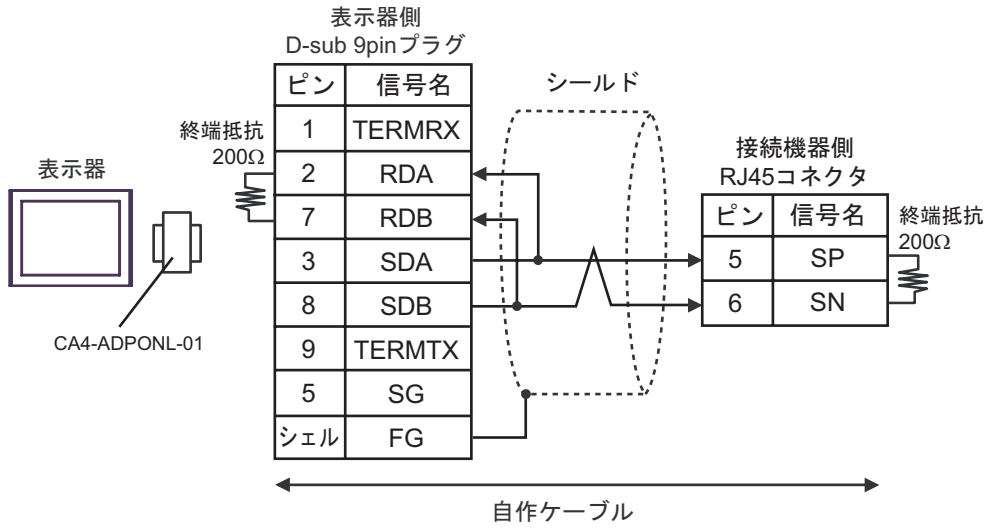 表示器側
D-sub 9pinプラグ
ピン 信号名
1 TERMRX
2 RDA
7 RDB
3 SDA
8 SDB
9 TERMTX
5 SG
シェル FG
終端抵抗
200Ω
表示器
CA4-ADPONL-01
シールド
接続機器側
RJ45コネクタ
ピン 信号名
5 SP
6 SN
終端抵抗
200Ω
自作ケーブル